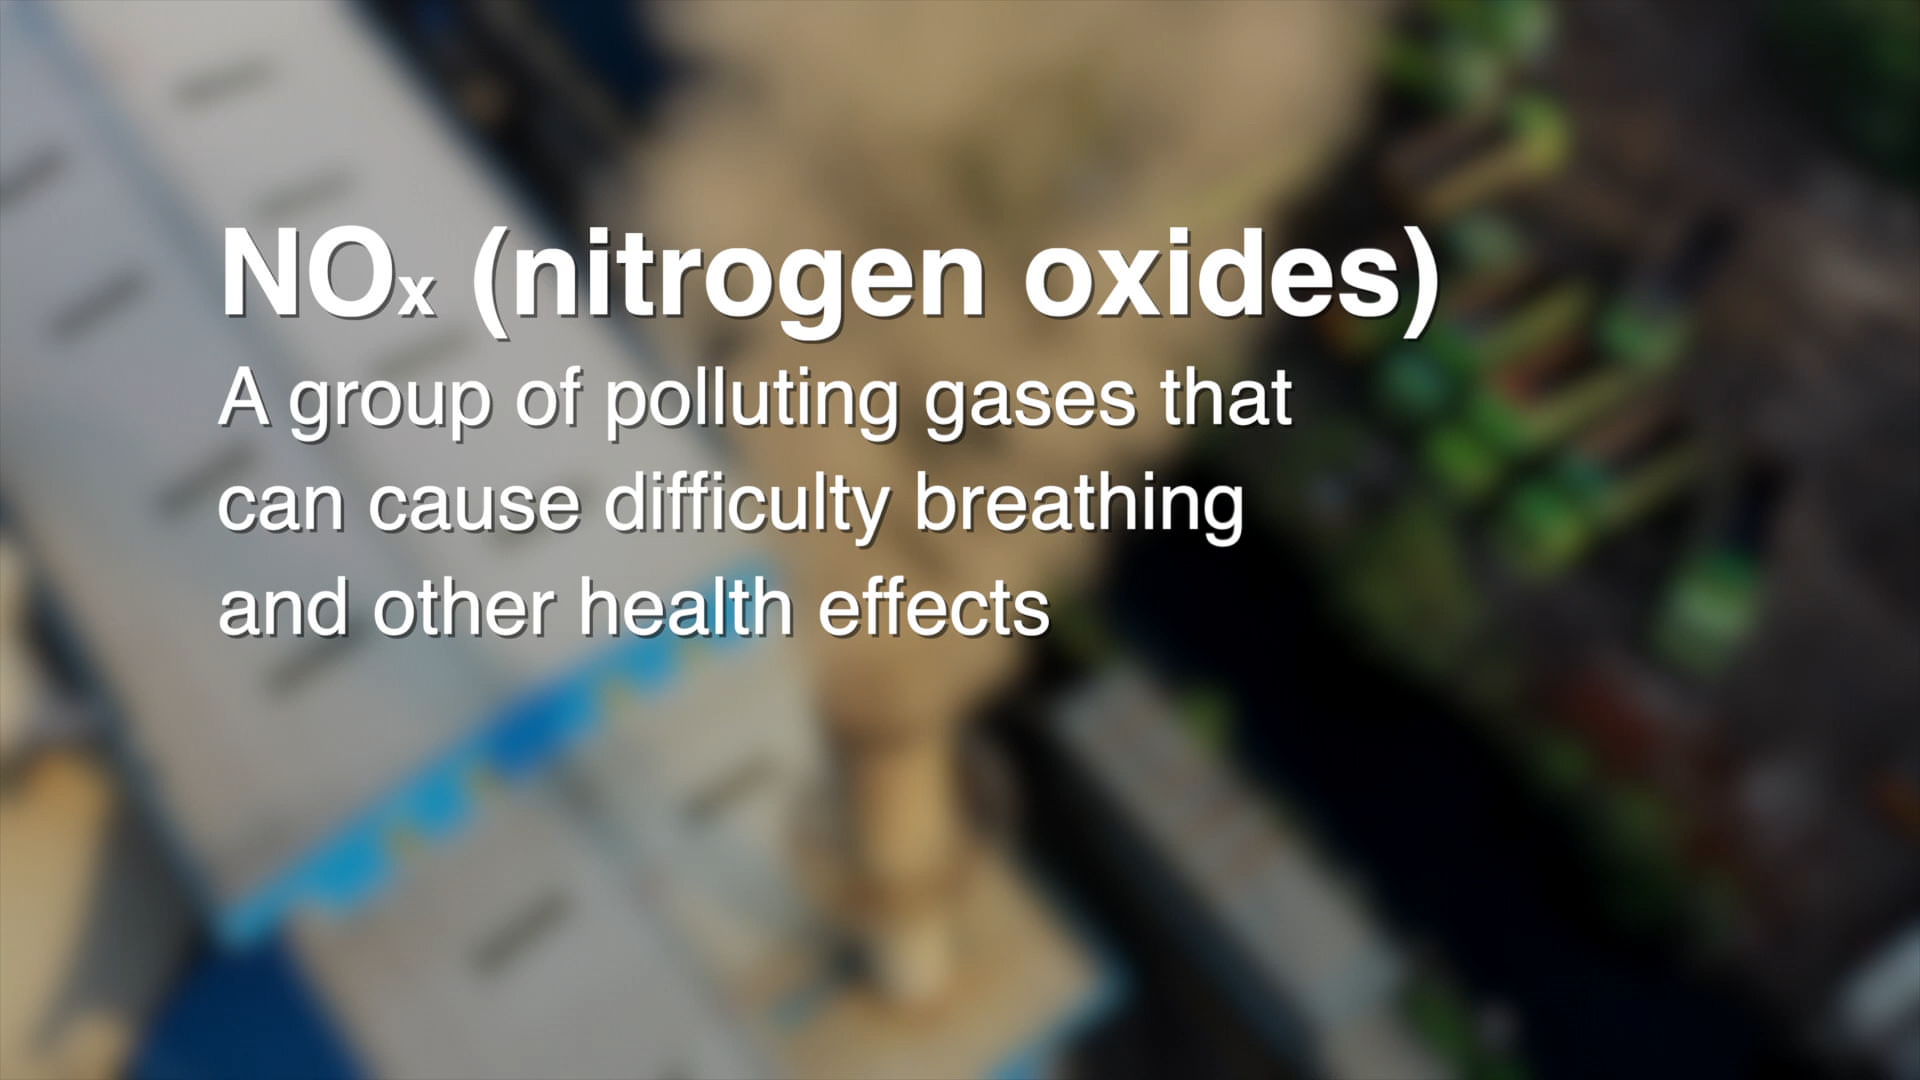 NOₓ (nitrogen oxides)
A group of polluting gases that
can cause difficulty breathing
and other health effects